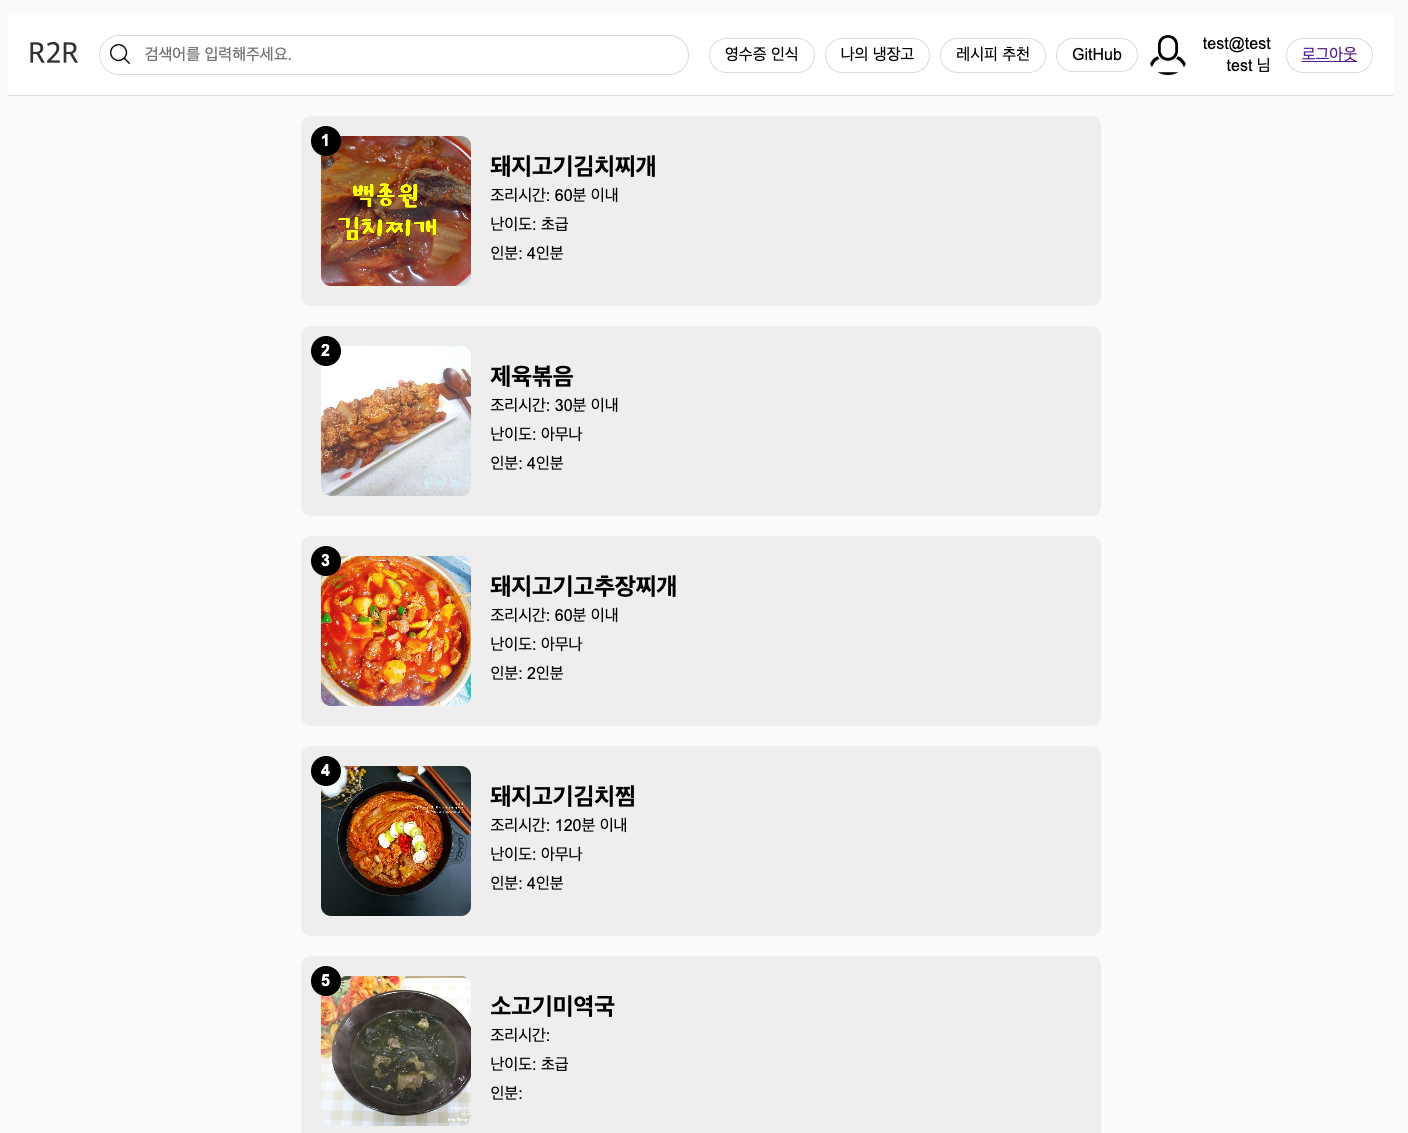 R2R
검색어를 입력해주세요.
영수증 인식
나의 냉장고
레시피 추천
GitHub
test@test
test 님
로그아웃
1
백종원
김치찌개
돼지고기김치찌개
조리시간: 60분 이내
난이도: 초급
인분: 4인분
2
제육볶음
조리시간: 30분 이내
난이도: 아무나
인분: 4인분
3
돼지고기고추장찌개
조리시간: 60분 이내
난이도: 아무나
인분: 2인분
4
돼지고기김치찜
조리시간: 120분 이내
난이도: 아무나
인분: 4인분
5
소고기미역국
조리시간:
난이도: 초급
인분: